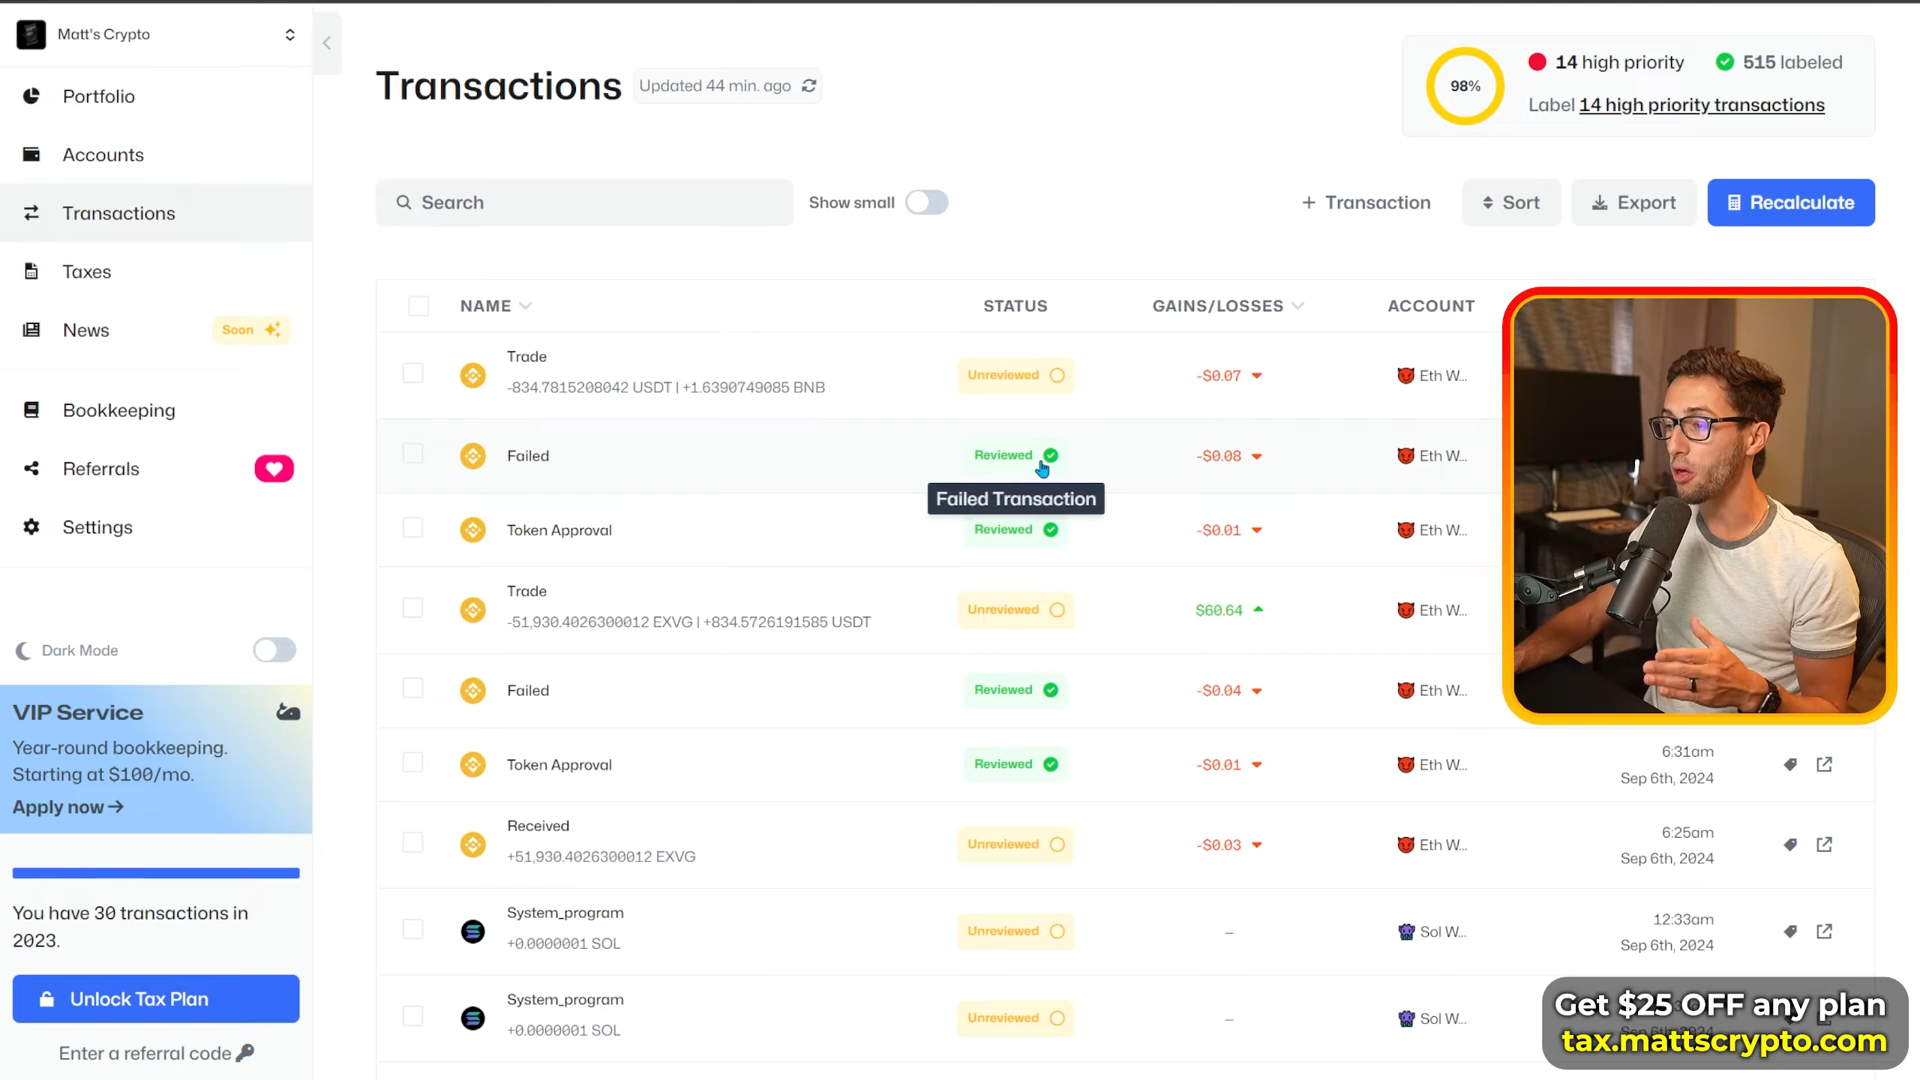 Matt's Crypto
Portfolio
Accounts
Transactions
Taxes
News Soon
Bookkeeping
Referrals
Settings
Dark Mode
VIP Service
Year-round bookkeeping.
Starting at $100/mo.
Apply now →
You have 30 transactions in
2023.
Unlock Tax Plan
Enter a referral code
Transactions Updated 44 min. ago
98%
14 high priority 515 labeled
Label 14 high priority transactions
Search Show small + Transaction Sort Export Recalculate
NAME STATUS GAINS/LOSSES ACCOUNT
Trade
-834.7815208042 USDT | +1.6390749085 BNB
Unreviewed -$0.07 Eth W...
Failed Reviewed -$0.08 Eth W...
Failed Transaction
Token Approval Reviewed -$0.01 Eth W...
Trade
-51,930.4026300012 EXVG | +834.5726191585 USDT
Unreviewed $60.64 Eth W...
Failed Reviewed -$0.04 Eth W...
Token Approval Reviewed -$0.01 Eth W...
6:31am
Sep 6th, 2024
Received
+51,930.4026300012 EXVG
Unreviewed -$0.03 Eth W...
6:25am
Sep 6th, 2024
System_program
+0.0000001 SOL
Unreviewed – Sol W...
12:33am
Sep 6th, 2024
System_program
+0.0000001 SOL
Unreviewed – Sol W...
Sep 6th, 2024
Get $25 OFF any plan
tax.mattscrypto.com